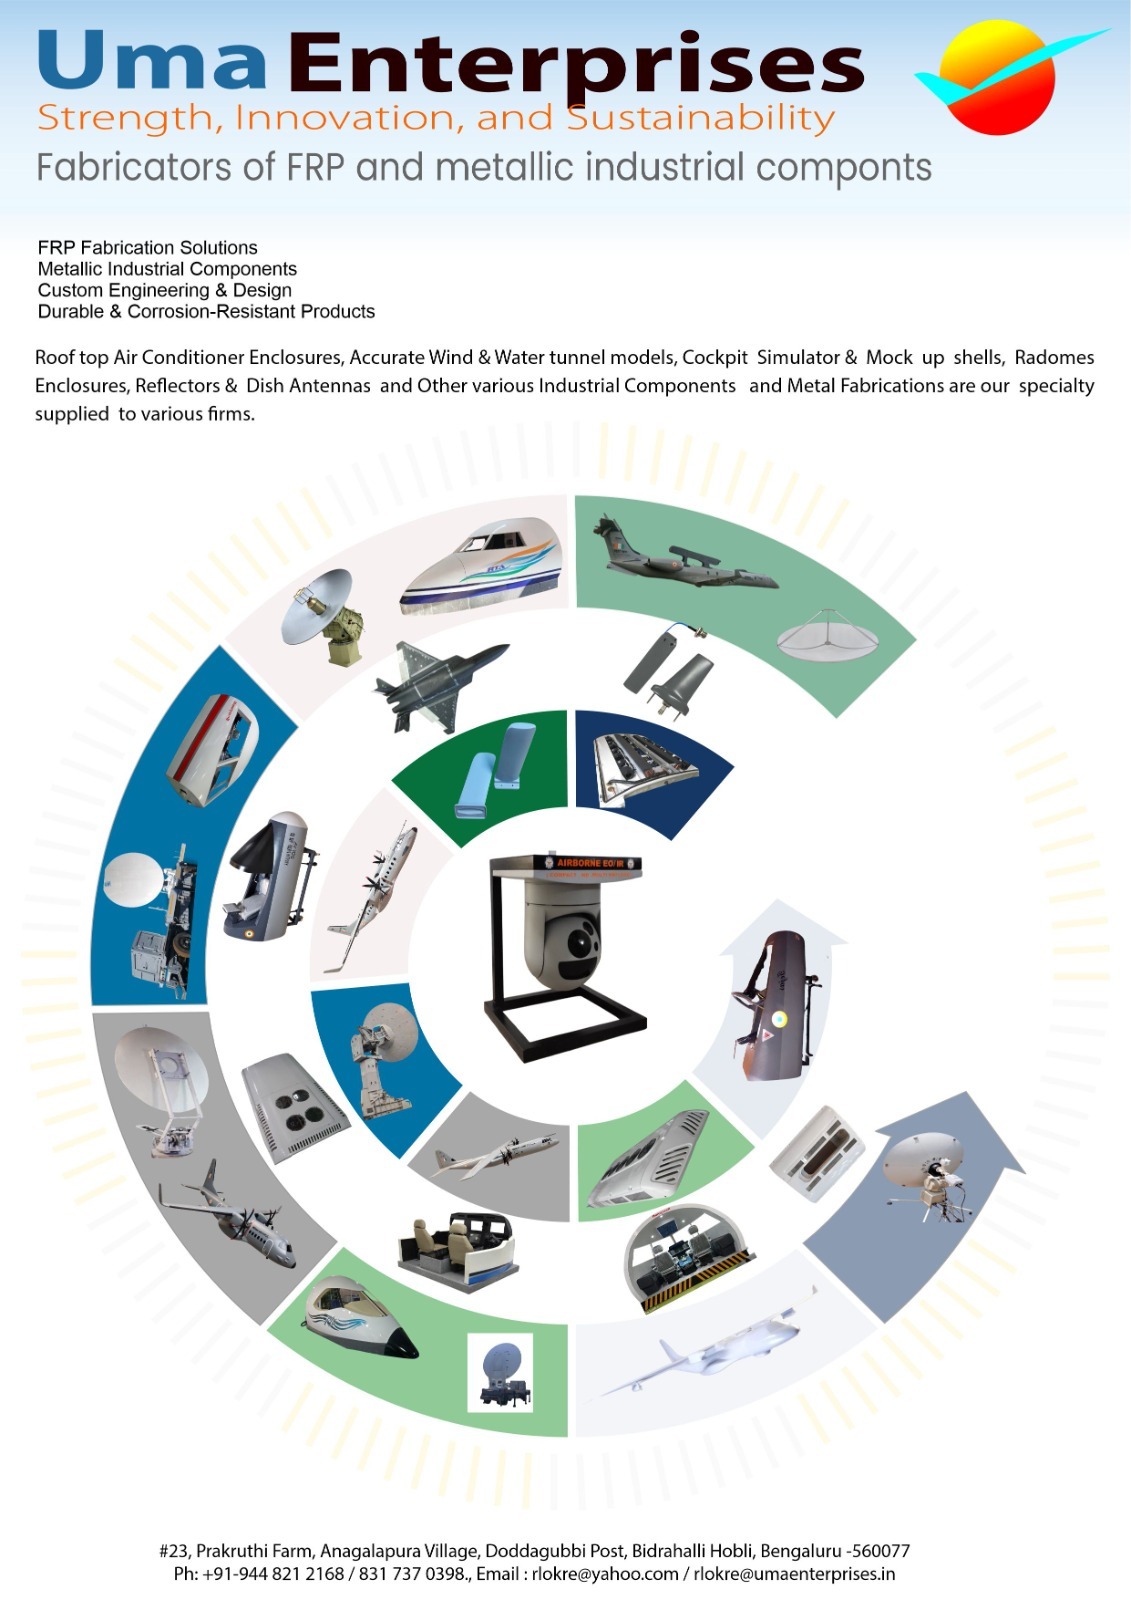 Uma Enterprises
Strength, Innovation, and Sustainability
Fabricators of FRP and metallic industrial componts
FRP Fabrication Solutions
Metallic Industrial Components
Custom Engineering & Design
Durable & Corrosion-Resistant Products
Roof top Air Conditioner Enclosures, Accurate Wind & Water tunnel models, Cockpit Simulator & Mock up shells, Radomes
Enclosures, Reflectors & Dish Antennas and Other various Industrial Components and Metal Fabrications are our specialty
supplied to various firms.
AIRBORNE EO/IR
#23, Prakruthi Farm, Anagalapura Village, Doddagubbi Post, Bidrahalli Hobli, Bengaluru -560077
Ph: +91-944 821 2168 / 831 737 0398., Email : rlokre@yahoo.com / rlokre@umaenterprises.in